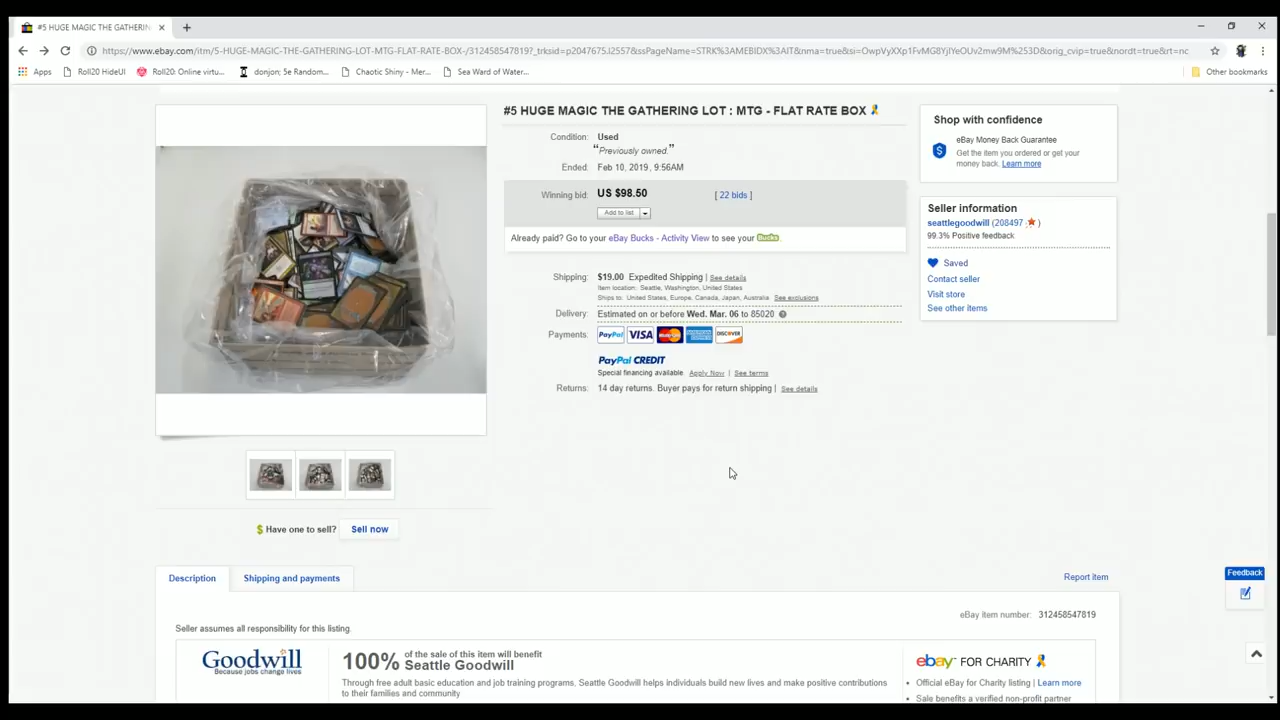 #5 HUGE MAGIC THE GATHERIN
https://www.ebay.com/itm/5-HUGE-MAGIC-THE-GATHERING-LOT-MTG-FLAT-RATE-BOX-/312458547819?_trksid=p2047675.l2557&ssPageName=STRK%3AMEBIDX%3AIT&nma=true&si=OwpVyXXp1FvMG8YjlYeOUv2mw9M%253D&orig_cvip=true&nordt=true&rt=nc
Apps Roll20 HideUI Roll20: Online virtu... donjon; 5e Random... Chaotic Shiny - Mer... Sea Ward of Water... Other bookmarks
#5 HUGE MAGIC THE GATHERING LOT : MTG - FLAT RATE BOX
Condition: Used
“Previously owned.”
Ended: Feb 10, 2019 , 9:56AM
Winning bid: US $98.50 [ 22 bids ]
Add to list
Already paid? Go to your eBay Bucks - Activity View to see your Bucks.
Shipping: $19.00 Expedited Shipping | See details
Item location: Seattle, Washington, United States
Ships to: United States, Europe, Canada, Japan, Australia See exclusions
Delivery: Estimated on or before Wed. Mar. 06 to 85020
Payments: PayPal VISA MasterCard AMERICAN EXPRESS DISCOVER
PayPal CREDIT
Special financing available. Apply Now | See terms
Returns: 14 day returns. Buyer pays for return shipping | See details
Shop with confidence
eBay Money Back Guarantee
Get the item you ordered or get your
money back. Learn more
Seller information
seattlegoodwill (208497 )
99.3% Positive feedback
Saved
Contact seller
Visit store
See other items
$ Have one to sell? Sell now
Description Shipping and payments Report item
Feedback
eBay item number: 312458547819
Seller assumes all responsibility for this listing.
Goodwill
Because jobs change lives
100% of the sale of this item will benefit
Seattle Goodwill
Through free adult basic education and job training programs, Seattle Goodwill helps individuals build new lives and make positive contributions
to their families and community
ebay FOR CHARITY
• Official eBay for Charity listing | Learn more
• Sale benefits a verified non-profit partner